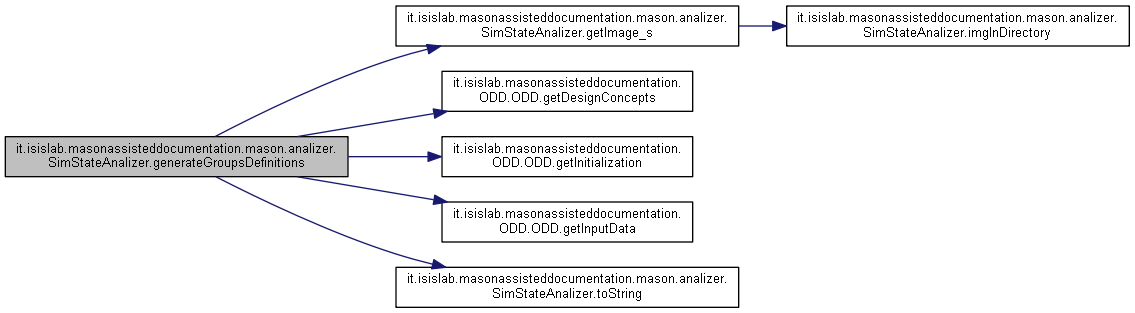 it.isislab.masonassisteddocumentation.mason.analizer.
SimStateAnalizer.generateGroupsDefinitions
it.isislab.masonassisteddocumentation.mason.analizer.
SimStateAnalizer.getImage_s
it.isislab.masonassisteddocumentation.mason.analizer.
SimStateAnalizer.imgInDirectory
it.isislab.masonassisteddocumentation.
ODD.ODD.getDesignConcepts
it.isislab.masonassisteddocumentation.
ODD.ODD.getInitialization
it.isislab.masonassisteddocumentation.
ODD.ODD.getInputData
it.isislab.masonassisteddocumentation.mason.analizer.
SimStateAnalizer.toString